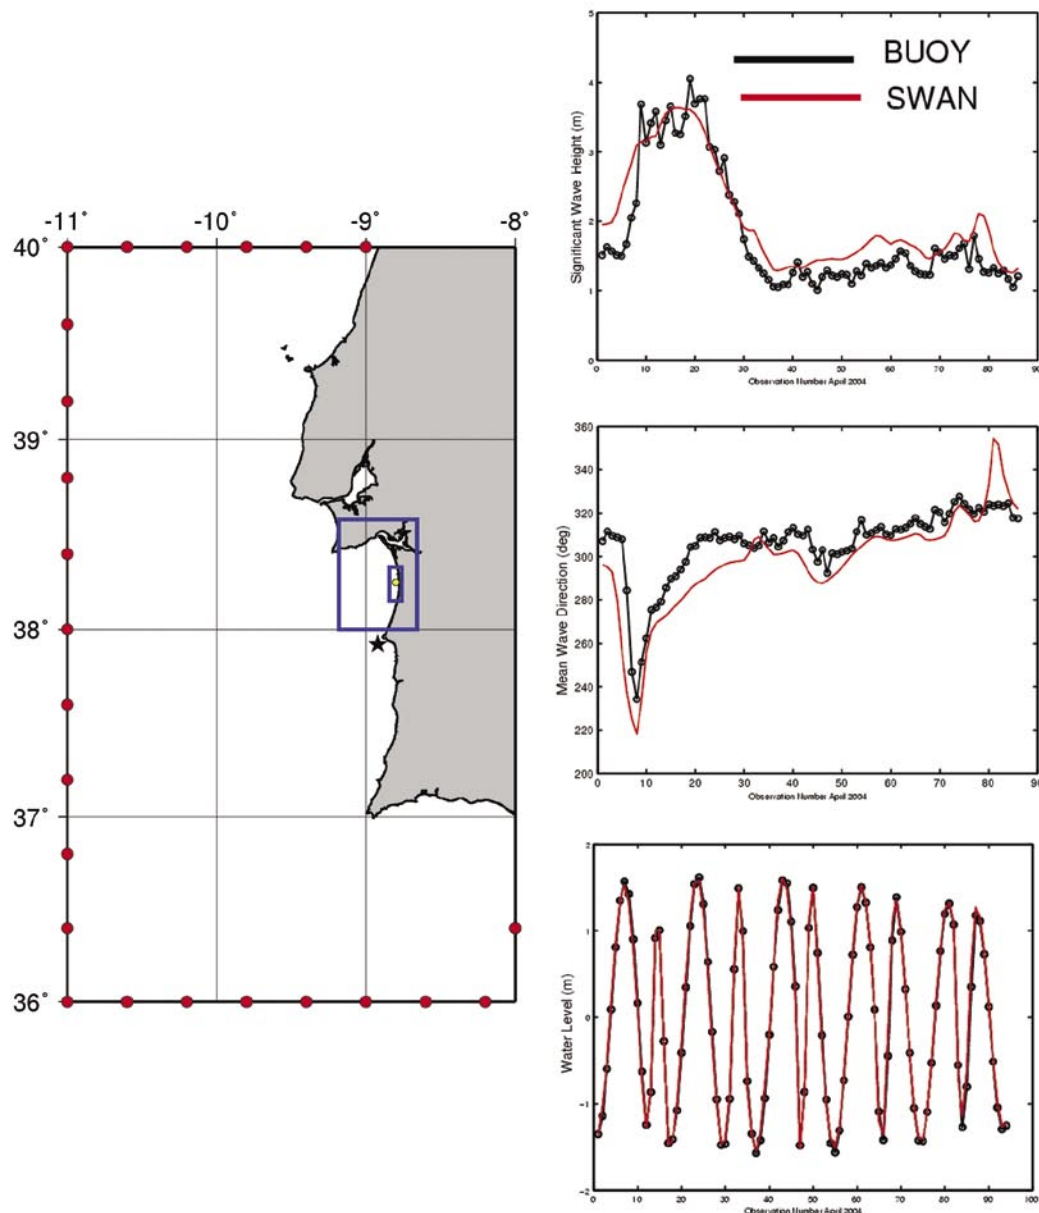 -11° -10° -9° -8°
40°
39°
38°
37°
36°
BUOY
SWAN
5
4
3
2
1
0
Significant Wave Height (m)
0 10 20 30 40 50 60 70 80 90
Observation Number April 2004
360
340
320
300
280
260
240
220
200
Mean Wave Direction (deg)
0 10 20 30 40 50 60 70 80 90
Observation Number April 2004
2
1
0
-1
-2
Water Level (m)
0 10 20 30 40 50 60 70 80 90 100
Observation Number April 2004